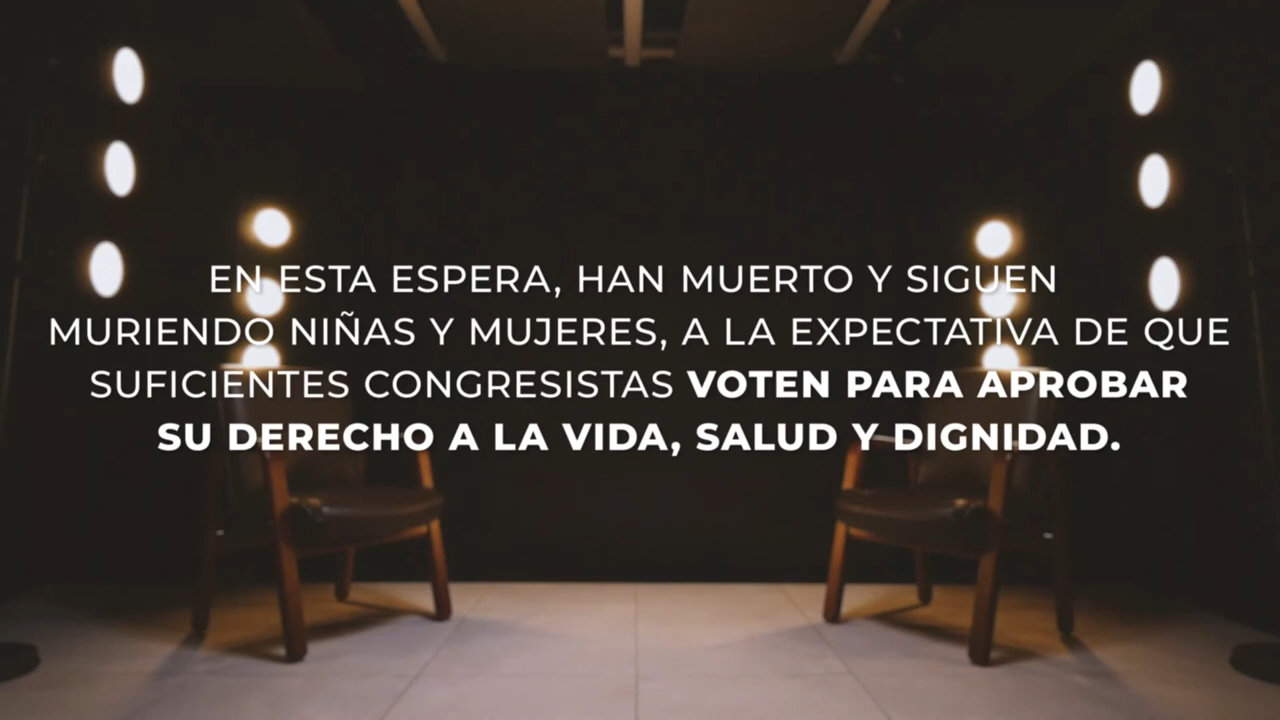 EN ESTA ESPERA, HAN MUERTO Y SIGUEN
MURIENDO NIÑAS Y MUJERES, A LA EXPECTATIVA DE QUE
SUFICIENTES CONGRESISTAS VOTEN PARA APROBAR
SU DERECHO A LA VIDA, SALUD Y DIGNIDAD.